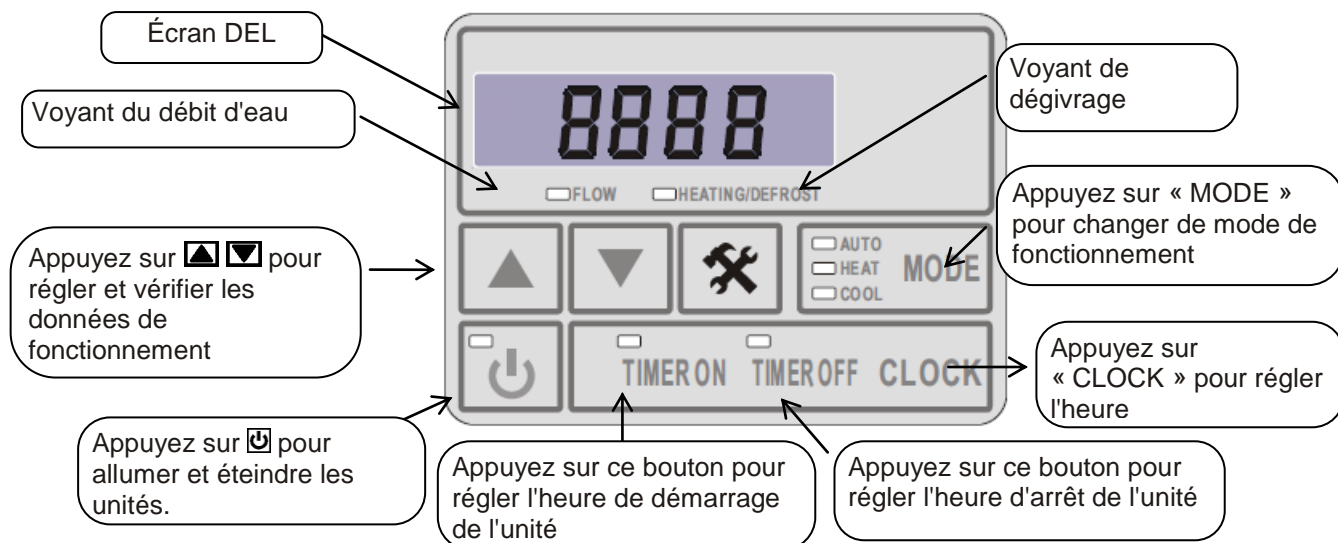 Écran DEL
Voyant du débit d'eau
8888
FLOW
HEATING/DEFROST
Voyant de
dégivrage
Appuyez sur « MODE »
pour changer de mode de
fonctionnement
Appuyez sur ▲ ▼ pour
régler et vérifier les
données de
fonctionnement
AUTO
HEAT
COOL
MODE
TIMER ON
TIMER OFF
CLOCK
Appuyez sur
« CLOCK » pour régler
l'heure
Appuyez sur ⏻ pour
allumer et éteindre les
unités.
Appuyez sur ce bouton pour
régler l'heure de démarrage
de l'unité
Appuyez sur ce bouton pour
régler l'heure d'arrêt de l'unité